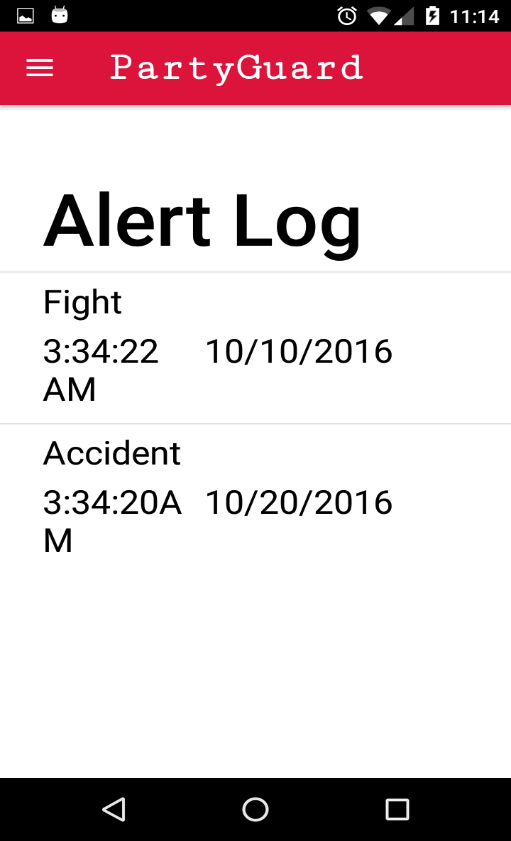 11:14
PartyGuard
Alert Log
Fight
3:34:22 10/10/2016
AM
Accident
3:34:20A 10/20/2016
M